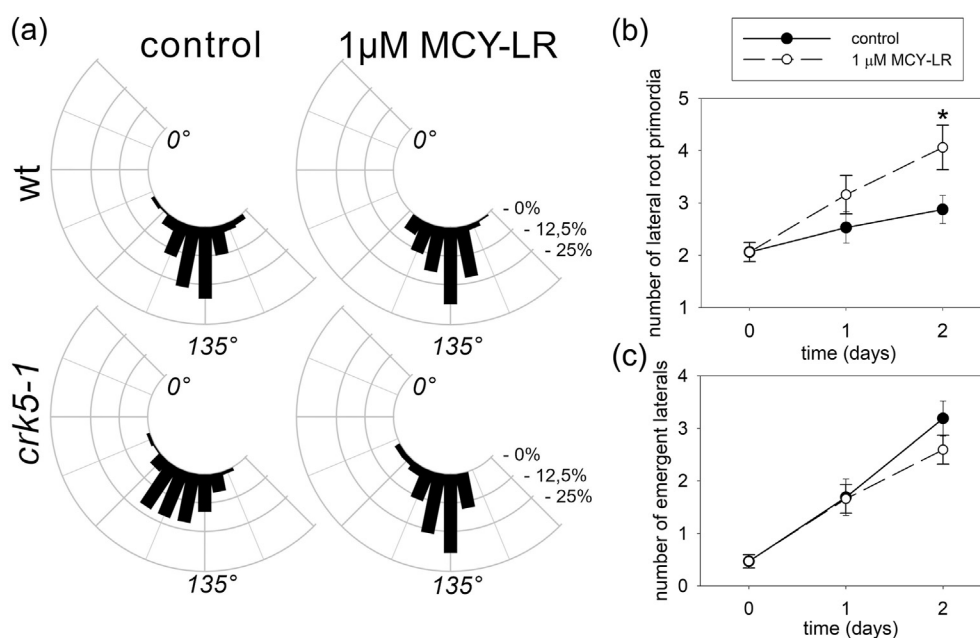 (a)
control
1µM MCY-LR
wt
0°
135°
0°
- 0%
- 12,5%
- 25%
135°
crk5-1
0°
135°
0°
- 0%
- 12,5%
- 25%
135°
(b)
control
1 µM MCY-LR
number of lateral root primordia
5
4
3
2
1
*
0
1
2
time (days)
(c)
number of emergent laterals
4
3
2
1
0
0
1
2
time (days)